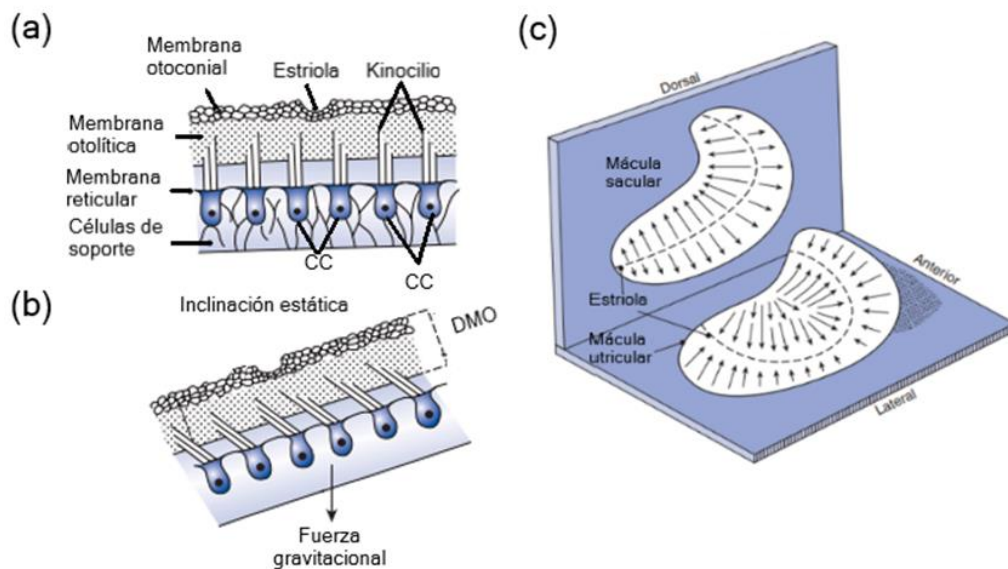 (a)
Membrana
otoconial
Estriola
Kinocilio
Membrana
otolítica
Membrana
reticular
Células de
soporte
CC
CC
(b)
Inclinación estática
DMO
Fuerza
gravitacional
(c)
Dorsal
Mácula
sacular
Estriola
Mácula
utricular
Anterior
Lateral